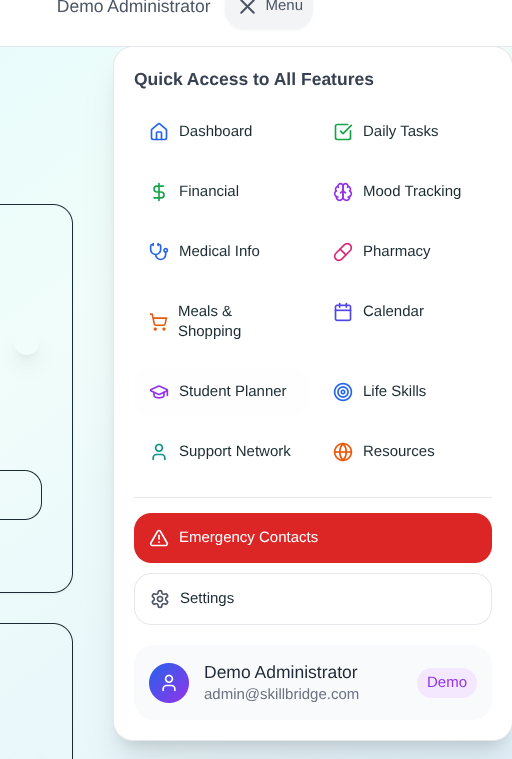 Demo Administrator
Menu
Quick Access to All Features
Dashboard
Daily Tasks
Financial
Mood Tracking
Medical Info
Pharmacy
Meals &
Shopping
Calendar
Student Planner
Life Skills
Support Network
Resources
Emergency Contacts
Settings
Demo Administrator
admin@skillbridge.com
Demo